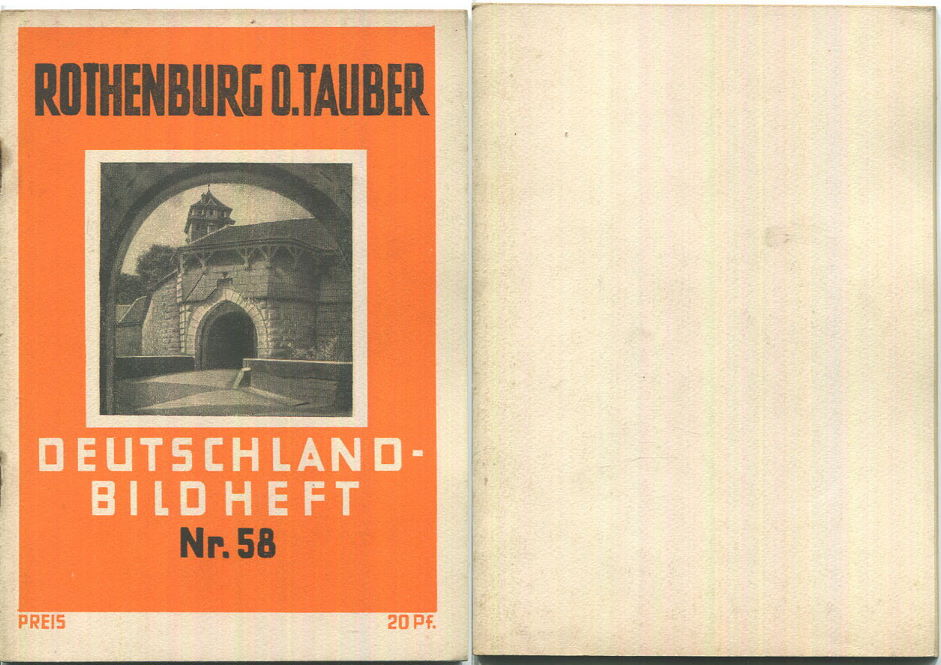 ROTHENBURG O.TAUBER
DEUTSCHLAND-
BILDHEFT
Nr. 58
PREIS 20 Pf.